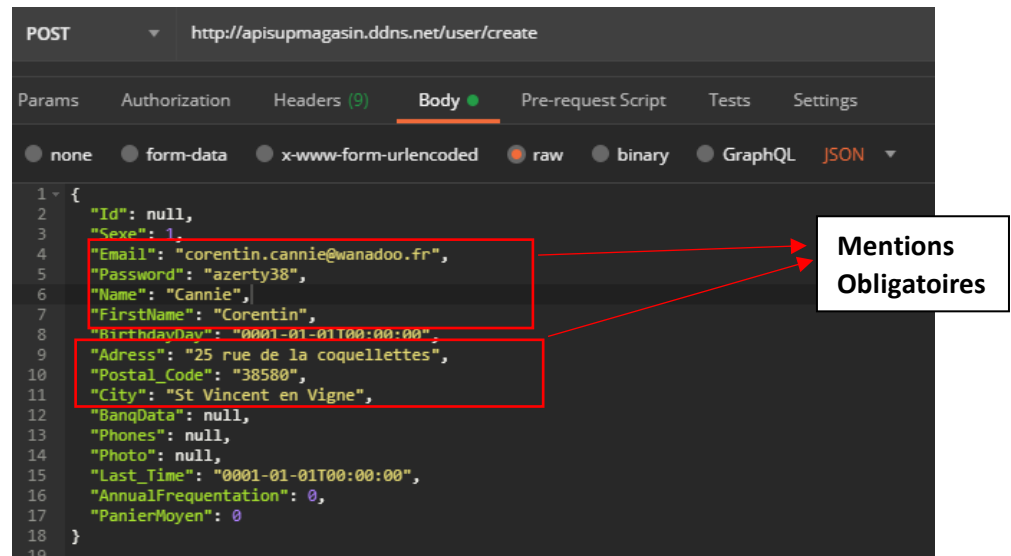 POST http://apisupmagasin.ddns.net/user/create
Params Authorization Headers (9) Body Pre-request Script Tests Settings
none form-data x-www-form-urlencoded raw binary GraphQL JSON
1 {
2 "Id": null,
3 "Sexe": 1,
4 "Email": "corentin.cannie@wanadoo.fr",
5 "Password": "azerty38",
6 "Name": "Cannie",
7 "FirstName": "Corentin",
8 "BirthdayDay": "0001-01-01T00:00:00",
9 "Adress": "25 rue de la coquellettes",
10 "Postal_Code": "38580",
11 "City": "St Vincent en Vigne",
12 "BanqData": null,
13 "Phones": null,
14 "Photo": null,
15 "Last_Time": "0001-01-01T00:00:00",
16 "AnnualFrequentation": 0,
17 "PanierMoyen": 0
18 }
19
Mentions
Obligatoires